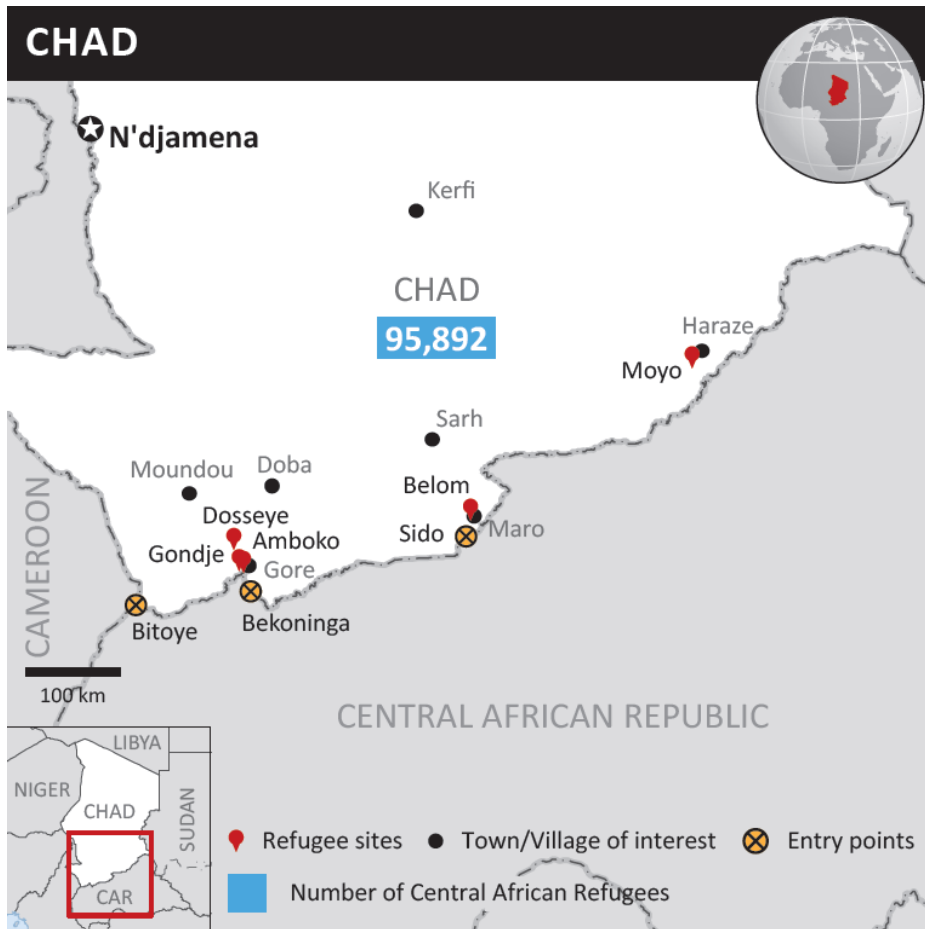 CHAD
N'djamena
Kerfi
CHAD
95,892
Haraze
Moyo
Sarh
Moundou
Doba
Belom
Dosseye
Sido
Maro
Gondje
Amboko
Gore
CAMEROON
Bitoye
Bekoninga
100 km
CENTRAL AFRICAN REPUBLIC
LIBYA
NIGER
CHAD
SUDAN
CAR
Refugee sites
Town/Village of interest
Entry points
Number of Central African Refugees